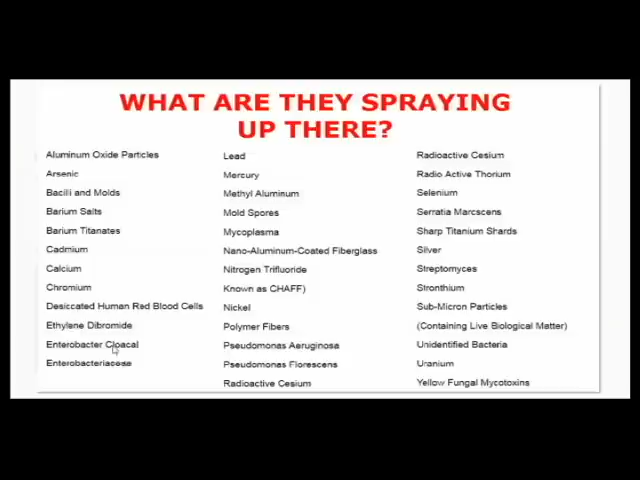 WHAT ARE THEY SPRAYING
UP THERE?
Aluminum Oxide Particles
Arsenic
Bacilli and Molds
Barium Salts
Barium Titanates
Cadmium
Calcium
Chromium
Desiccated Human Red Blood Cells
Ethylene Dibromide
Enterobacter Cloacal
Enterobacteriacese
Lead
Mercury
Methyl Aluminum
Mold Spores
Mycoplasma
Nano-Aluminum-Coated Fiberglass
Nitrogen Trifluoride
Known as CHAFF)
Nickel
Polymer Fibers
Pseudomonas Aeruginosa
Pseudomonas Florescens
Radioactive Cesium
Radioactive Cesium
Radio Active Thorium
Selenium
Serratia Marcscens
Sharp Titanium Shards
Silver
Streptomyces
Stronthium
Sub-Micron Particles
(Containing Live Biological Matter)
Unidentified Bacteria
Uranium
Yellow Fungal Mycotoxins